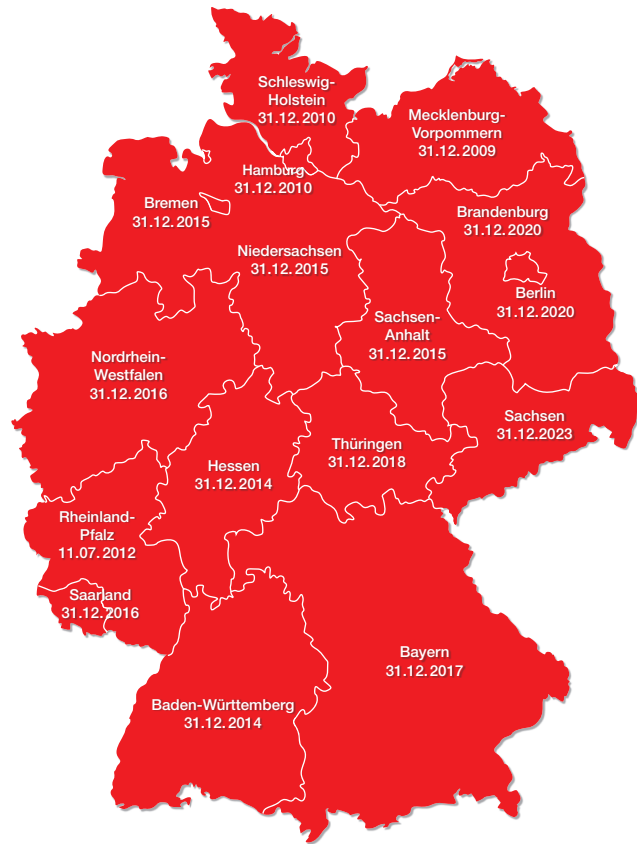 Schleswig-
Holstein
31.12.2010
Mecklenburg-
Vorpommern
31.12.2009
Hamburg
31.12.2010
Bremen
31.12.2015
Brandenburg
31.12.2020
Niedersachsen
31.12.2015
Berlin
31.12.2020
Sachsen-
Anhalt
31.12.2015
Nordrhein-
Westfalen
31.12.2016
Sachsen
31.12.2023
Thüringen
31.12.2018
Hessen
31.12.2014
Rheinland-
Pfalz
11.07.2012
Saarland
31.12.2016
Bayern
31.12.2017
Baden-Württemberg
31.12.2014